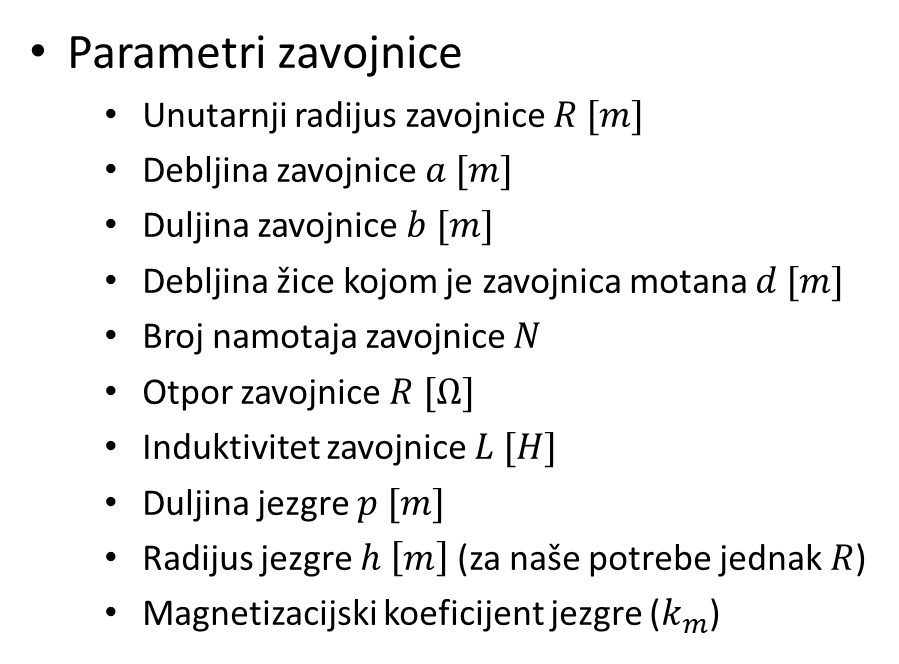 • Parametri zavojnice
• Unutarnji radijus zavojnice R [m]
• Debljina zavojnice a [m]
• Duljina zavojnice b [m]
• Debljina žice kojom je zavojnica motana d [m]
• Broj namotaja zavojnice N
• Otpor zavojnice R [Ω]
• Induktivitet zavojnice L [H]
• Duljina jezgre p [m]
• Radijus jezgre h [m] (za naše potrebe jednak R)
• Magnetizacijski koeficijent jezgre (kₘ)